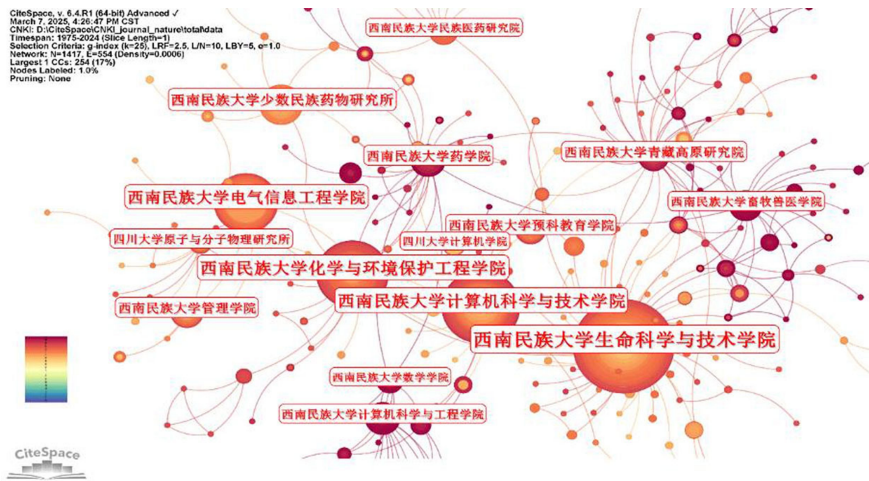 CiteSpace, v. 6.4.R1 (64-bit) Advanced ✓
March 7, 2025, 4:26:47 PM CST
CNKI: D:\CiteSpace\CNKI_journal_nature\total\data
Timespan: 1975-2024 (Slice Length=1)
Selection Criteria: g-index (k=25), LRF=2.5, L/N=10, LBY=5, e=1.0
Network: N=1417, E=554 (Density=0.0006)
Largest 1 CCs: 254 (17%)
Nodes Labeled: 1.0%
Pruning: None
西南民族大学民族医药研究院
西南民族大学少数民族药物研究所
西南民族大学药学院
西南民族大学青藏高原研究院
西南民族大学电气信息工程学院
西南民族大学畜牧兽医学院
西南民族大学预科教育学院
四川大学原子与分子物理研究所
四川大学计算机学院
西南民族大学化学与环境保护工程学院
西南民族大学管理学院
西南民族大学计算机科学与技术学院
西南民族大学生命科学与技术学院
西南民族大学数学学院
西南民族大学计算机科学与工程学院
CiteSpace